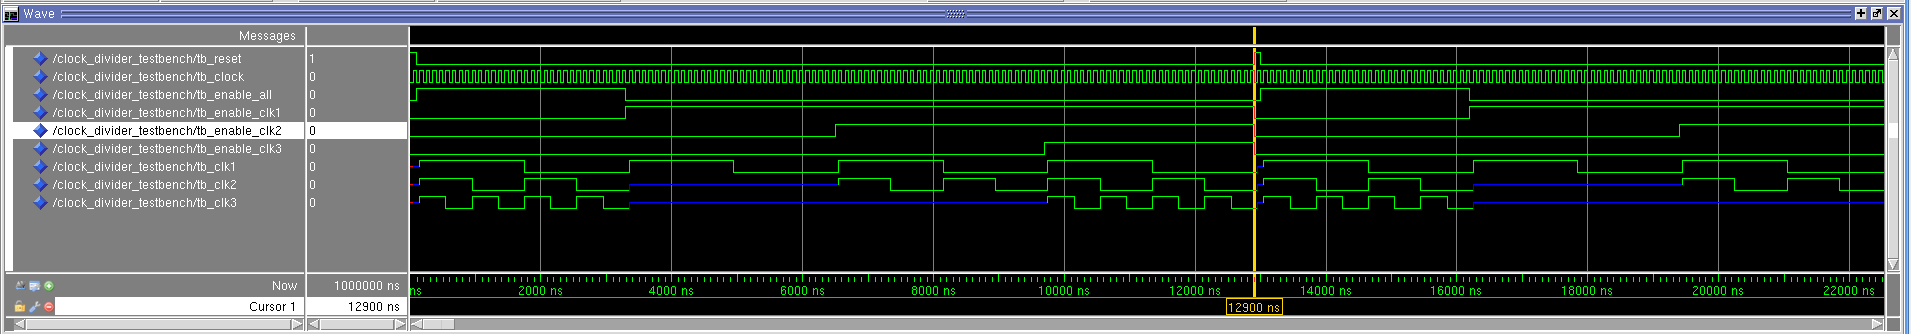 Wave
Messages
/clock_divider_testbench/tb_reset 1
/clock_divider_testbench/tb_clock 0
/clock_divider_testbench/tb_enable_all 0
/clock_divider_testbench/tb_enable_clk1 0
/clock_divider_testbench/tb_enable_clk2 0
/clock_divider_testbench/tb_enable_clk3 0
/clock_divider_testbench/tb_clk1 0
/clock_divider_testbench/tb_clk2 0
/clock_divider_testbench/tb_clk3 0
Now 1000000 ns ns 2000 ns 4000 ns 6000 ns 8000 ns 10000 ns 12000 ns 14000 ns 16000 ns 18000 ns 20000 ns 22000 ns
Cursor 1 12900 ns 12900 ns